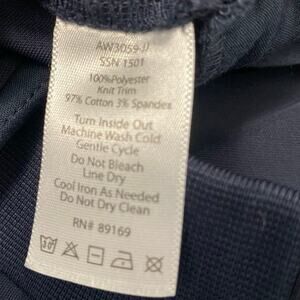 AW3059-JJ
SSN 1501
100%Polyester
Knit Trim
97% Cotton 3% Spandex
Turn Inside Out
Machine Wash Cold
Gentle Cycle
Do Not Bleach
Line Dry
Cool Iron As Needed
Do Not Dry Clean
RN# 89169
30